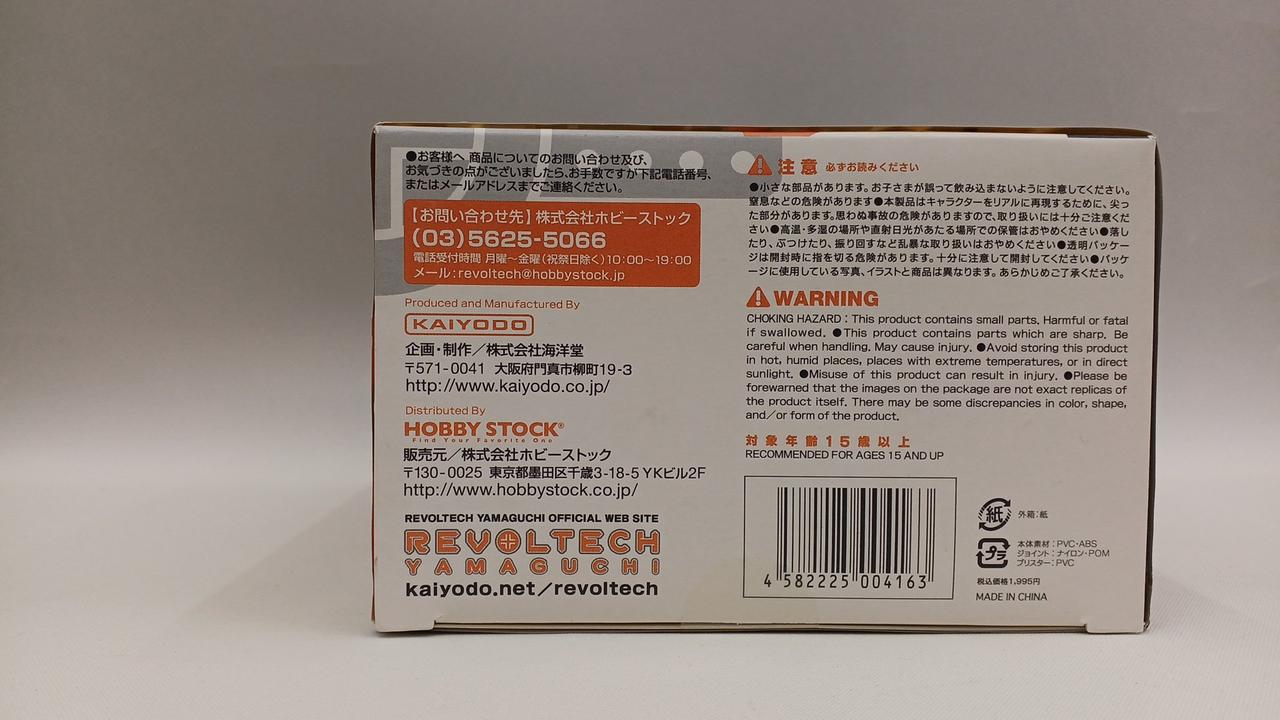 ●お客様へ 商品についてのお問い合わせ及び、
お気づきの点がございましたら、お手数ですが下記電話番号、
またはメールアドレスまでご連絡ください。
【お問い合わせ先】株式会社ホビーストック
(03)5625-5066
電話受付時間 月曜～金曜(祝祭日除く)10:00～19:00
メール:revoltech@hobbystock.jp
Produced and Manufactured By
KAIYODO
企画・制作／株式会社海洋堂
〒571-0041 大阪府門真市柳町19-3
http://www.kaiyodo.co.jp/
Distributed By
HOBBY STOCK®
Find Your Favorite One
販売元／株式会社ホビーストック
〒130-0025 東京都墨田区千歳3-18-5 YKビル2F
http://www.hobbystock.co.jp/
REVOLTECH YAMAGUCHI OFFICIAL WEB SITE
REVOLTECH
YAMAGUCHI
kaiyodo.net/revoltech
注意 必ずお読みください
●小さな部品があります。お子さまが誤って飲み込まないように注意してください。
窒息などの危険があります●本製品はキャラクターをリアルに再現するために、尖っ
た部分があります。思わぬ事故の危険がありますので、取り扱いには十分ご注意くだ
さい●高温・多湿の場所や直射日光があたる場所での保管はおやめください●落し
たり、ぶつけたり、振り回すなど乱暴な取り扱いはおやめください●透明パッケー
ジは開封時に指を切る危険があります。十分に注意して開封してください●パッケ
ージに使用している写真、イラストと商品は異なります。あらかじめご了承ください。
WARNING
CHOKING HAZARD : This product contains small parts. Harmful or fatal
if swallowed. ●This product contains parts which are sharp. Be
careful when handling. May cause injury. ●Avoid storing this product
in hot, humid places, places with extreme temperatures, or in direct
sunlight. ●Misuse of this product can result in injury. ●Please be
forewarned that the images on the package are not exact replicas of
the product itself. There may be some discrepancies in color, shape,
and/or form of the product.
対象年齢15歳以上
RECOMMENDED FOR AGES 15 AND UP
4 582225 004163
紙 外箱:紙
プラ 本体素材:PVC・ABS
ジョイント:ナイロン・POM
ブリスター:PVC
税込価格1,995円
MADE IN CHINA